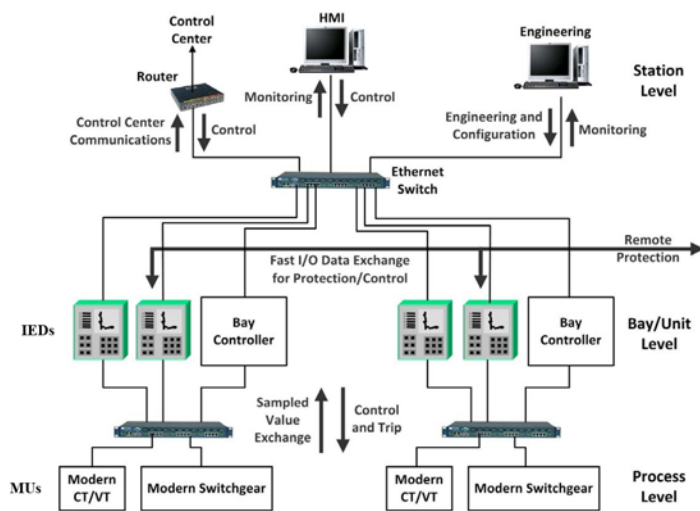 Control
Center
HMI
Engineering
Router
Station
Level
Monitoring
Control
Control Center
Communications
Control
Engineering and
Configuration
Monitoring
Ethernet
Switch
Remote
Protection
Fast I/O Data Exchange
for Protection/Control
IEDs
Bay
Controller
Bay
Controller
Bay/Unit
Level
Sampled
Value
Exchange
Control
and Trip
MUs
Modern
CT/VT
Modern Switchgear
Modern
CT/VT
Modern Switchgear
Process
Level